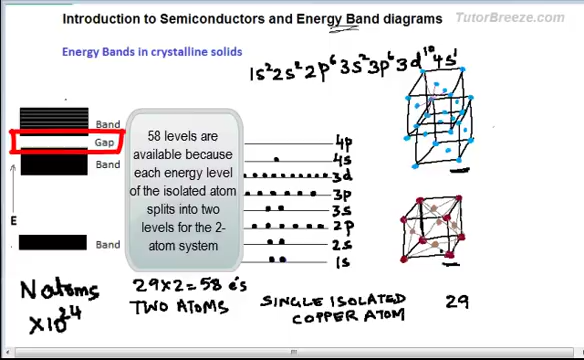 Introduction to Semiconductors and Energy Band diagrams
TutorBreeze.com
Energy Bands in crystalline solids
1s²2s²2p⁶3s²3p⁶3d¹⁰4s¹
Band
Gap
Band
E
Band
58 levels are
available because
each energy level
of the isolated atom
splits into two
levels for the 2-
atom system
4p
4s
3d
3p
3s
2p
2s
1s
N atoms
×10²⁴
29×2=58 e's
TWO ATOMS
SINGLE ISOLATED
COPPER ATOM
29